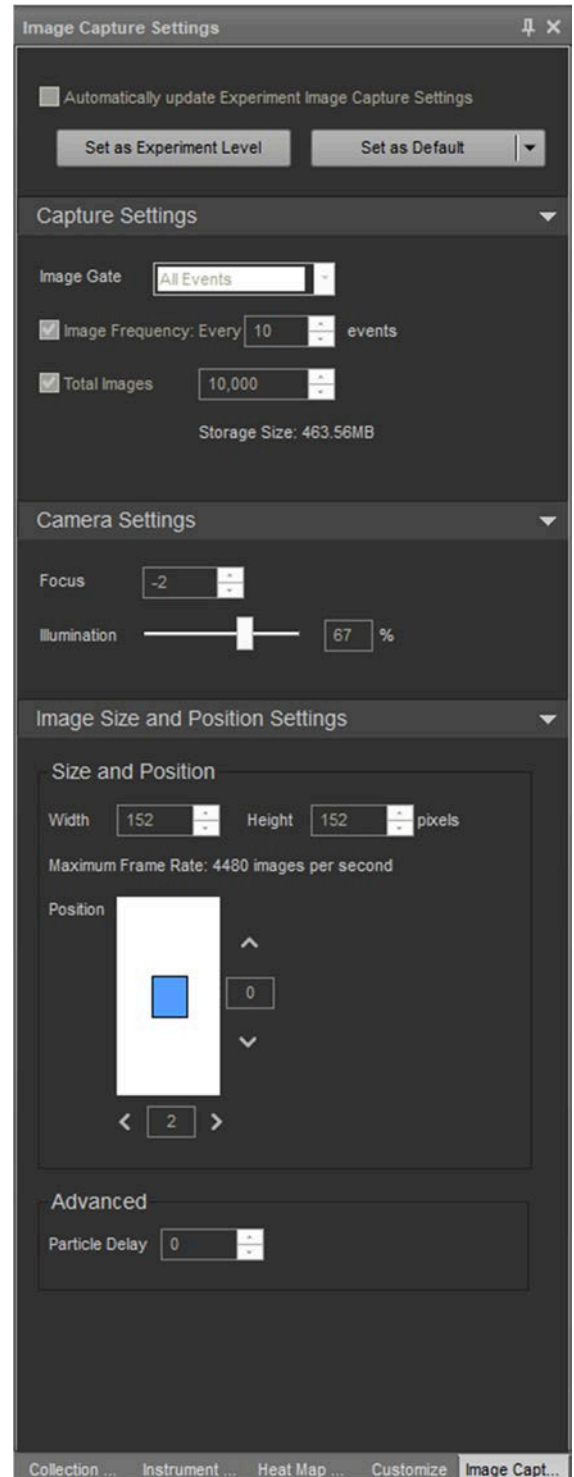 Image Capture Settings
Automatically update Experiment Image Capture Settings
Set as Experiment Level Set as Default
Capture Settings
Image Gate All Events
Image Frequency: Every 10 events
Total Images 10,000
Storage Size: 463.56MB
Camera Settings
Focus -2
Illumination 67 %
Image Size and Position Settings
Size and Position
Width 152 Height 152 pixels
Maximum Frame Rate: 4480 images per second
Position
0
2
Advanced
Particle Delay 0
Collection ... Instrument ... Heat Map ... Customize Image Capt...